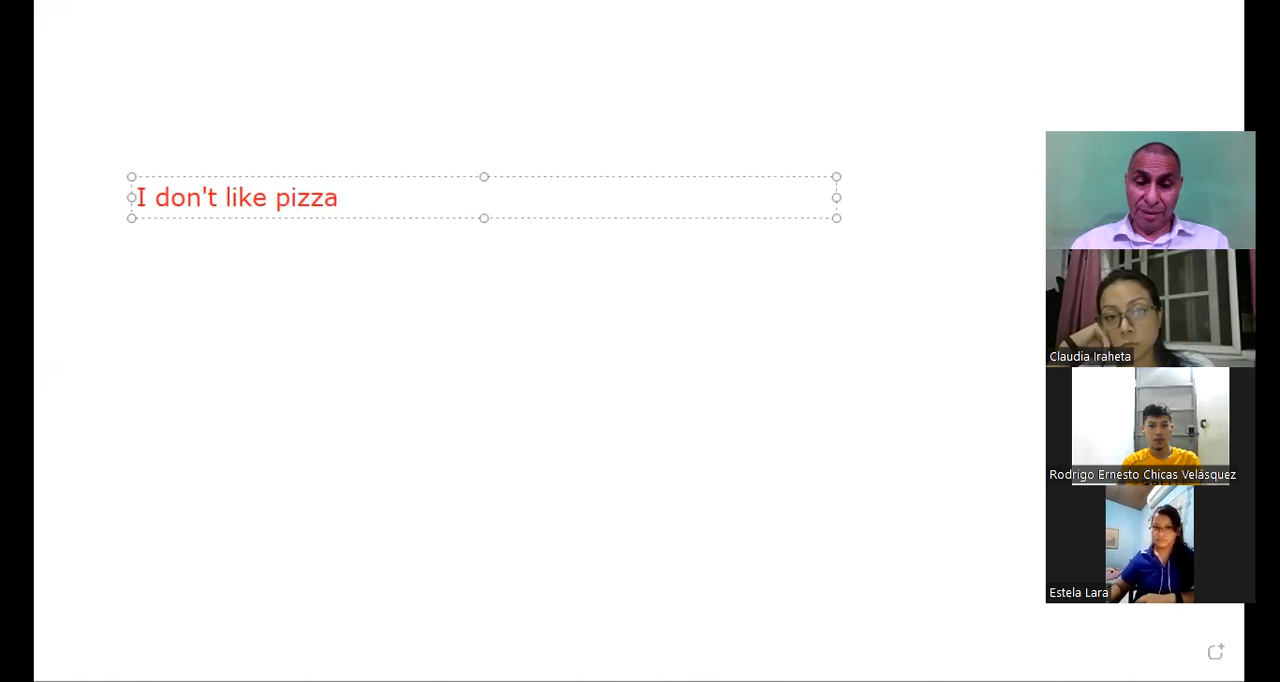 I don't like pizza
Claudia Iraheta
Rodrigo Ernesto Chicas Velásquez
Estela Lara